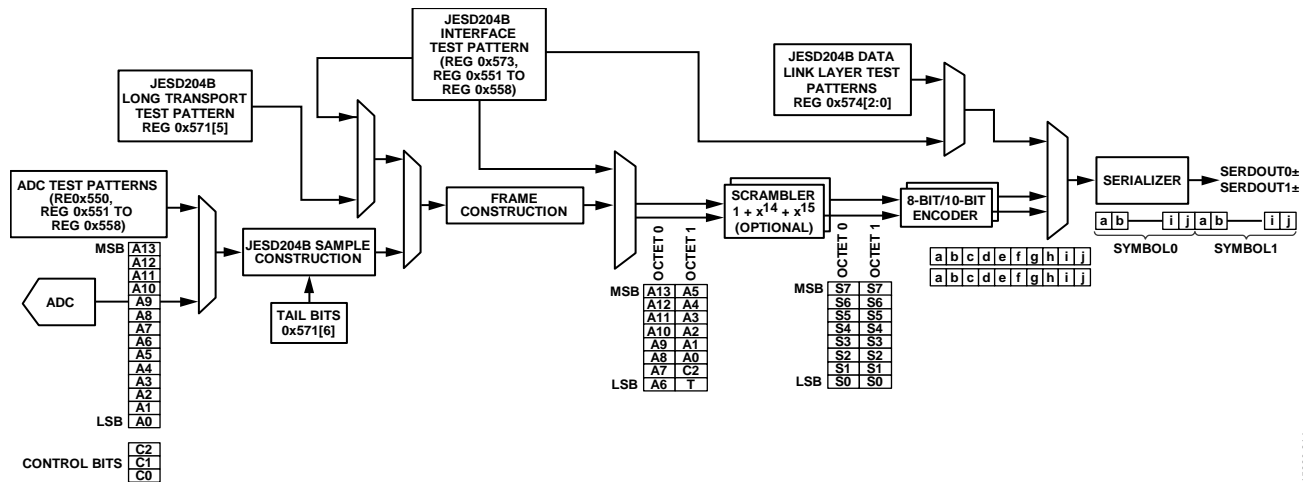 JESD204B
INTERFACE
TEST PATTERN
(REG 0x573,
REG 0x551 TO
REG 0x558)
JESD204B
LONG TRANSPORT
TEST PATTERN
REG 0x571[5]
JESD204B DATA
LINK LAYER TEST
PATTERNS
REG 0x574[2:0]
ADC TEST PATTERNS
(RE0x550,
REG 0x551 TO
REG 0x558)
JESD204B SAMPLE
CONSTRUCTION
TAIL BITS
0x571[6]
FRAME
CONSTRUCTION
SCRAMBLER
1 + x14 + x15
(OPTIONAL)
8-BIT/10-BIT
ENCODER
SERIALIZER
SERDOUT0±
SERDOUT1±
ADC
MSB A13
A12
A11
A10
A9
A8
A7
A6
A5
A4
A3
A2
A1
LSB A0
CONTROL BITS
C2
C1
C0
OCTET 0
OCTET 1
MSB A13 A5
A12 A4
A11 A3
A10 A2
A9 A1
A8 A0
A7 C2
LSB A6 T
OCTET 0
OCTET 1
MSB S7 S7
S6 S6
S5 S5
S4 S4
S3 S3
S2 S2
S1 S1
LSB S0 S0
a b c d e f g h i j
a b c d e f g h i j
a b i j a b i j
SYMBOL0 SYMBOL1